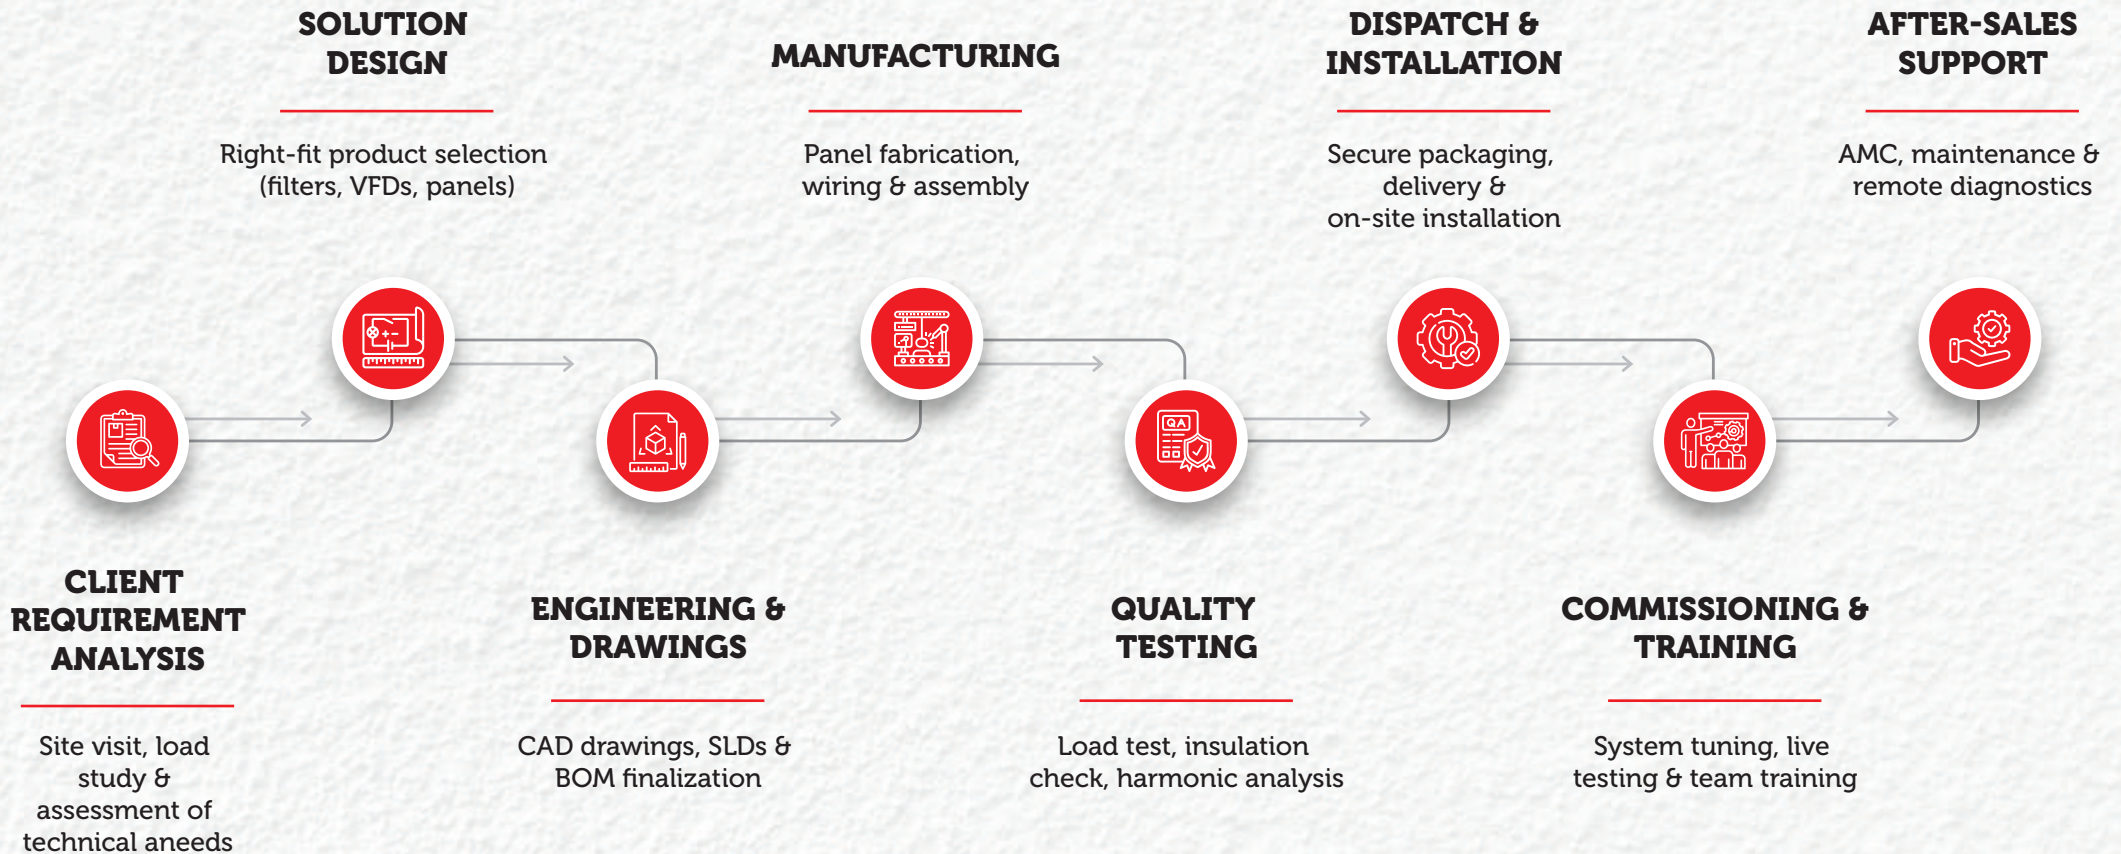 CLIENT
REQUIREMENT
ANALYSIS
Site visit, load
study &
assessment of
technical aneeds
SOLUTION
DESIGN
Right-fit product selection
(filters, VFDs, panels)
ENGINEERING &
DRAWINGS
CAD drawings, SLDs &
BOM finalization
MANUFACTURING
Panel fabrication,
wiring & assembly
QUALITY
TESTING
Load test, insulation
check, harmonic analysis
QA
DISPATCH &
INSTALLATION
Secure packaging,
delivery &
on-site installation
COMMISSIONING &
TRAINING
System tuning, live
testing & team training
AFTER-SALES
SUPPORT
AMC, maintenance &
remote diagnostics